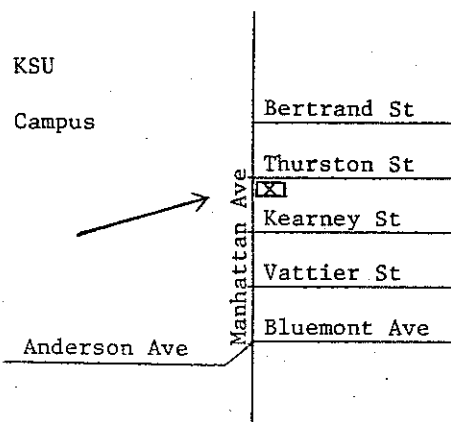 KSU
Campus
Bertrand St
Thurston St
X
Kearney St
Vattier St
Bluemont Ave
Manhattan Ave
Anderson Ave